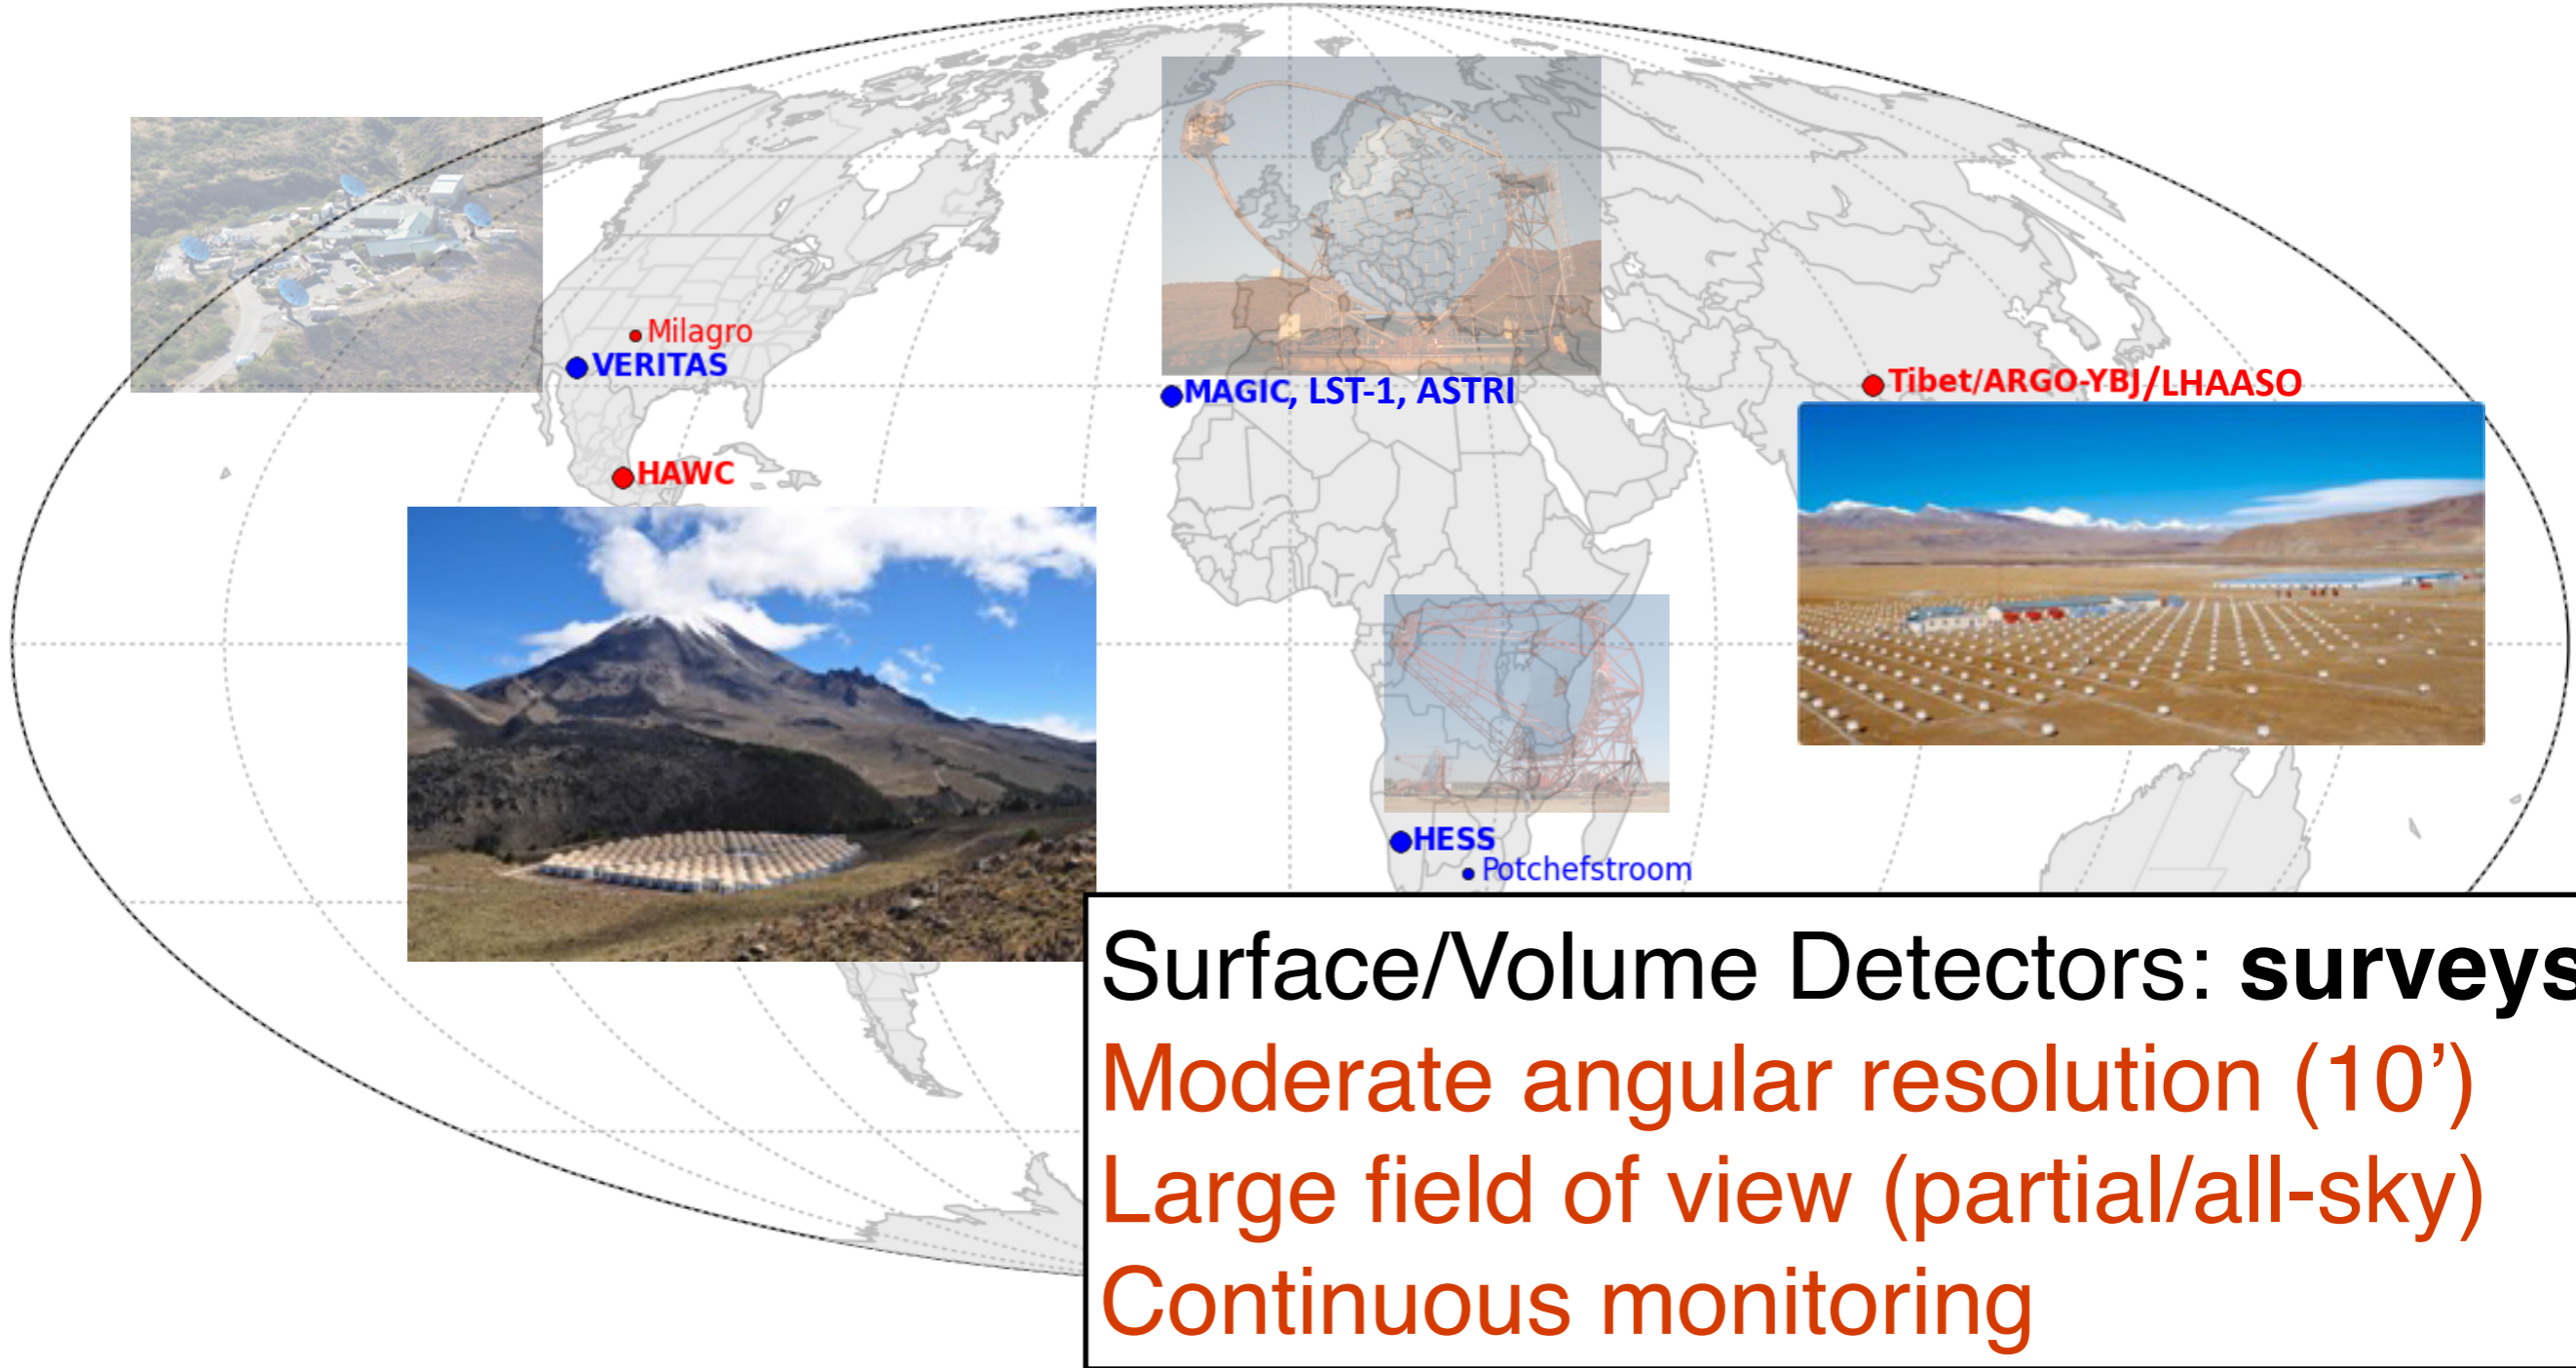 Milagro
VERITAS
MAGIC, LST-1, ASTRI
Tibet/ARGO-YBJ/LHAASO
HAWC
HESS
Potchefstroom
Surface/Volume Detectors: surveys
Moderate angular resolution (10’)
Large field of view (partial/all-sky)
Continuous monitoring